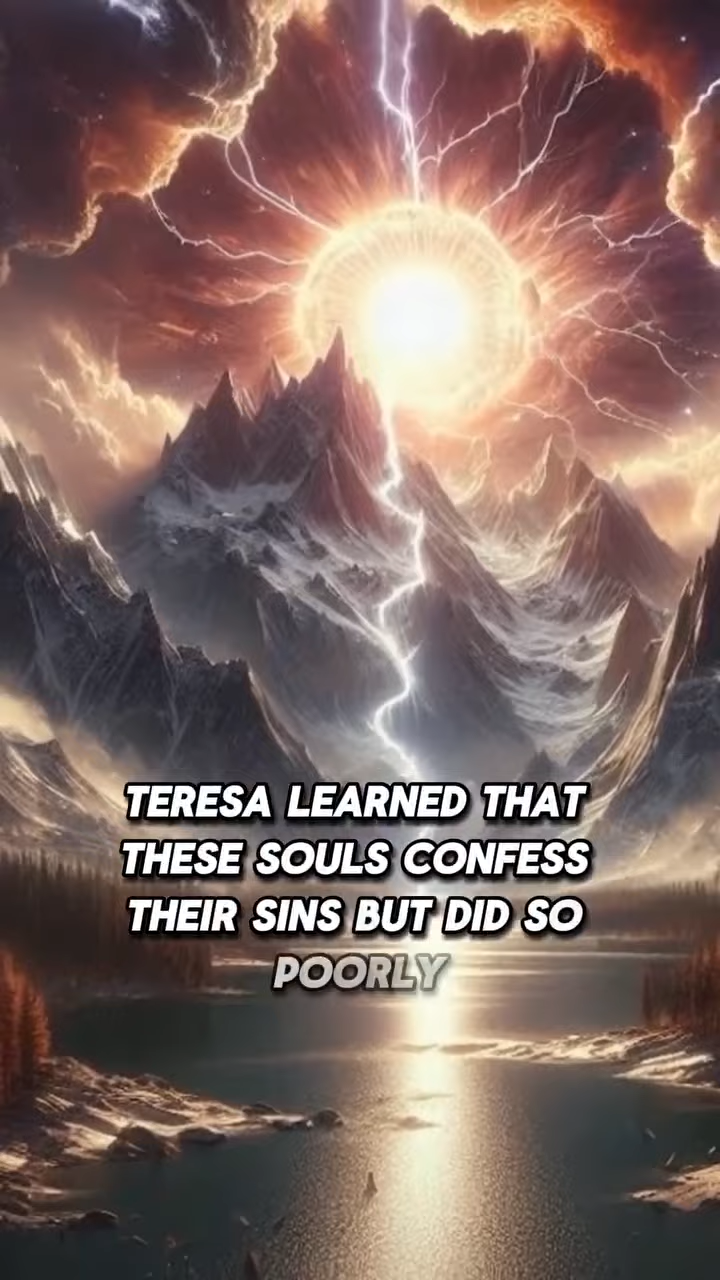 TERESA LEARNED THAT
THESE SOULS CONFESS
THEIR SINS BUT DID SO
POORLY